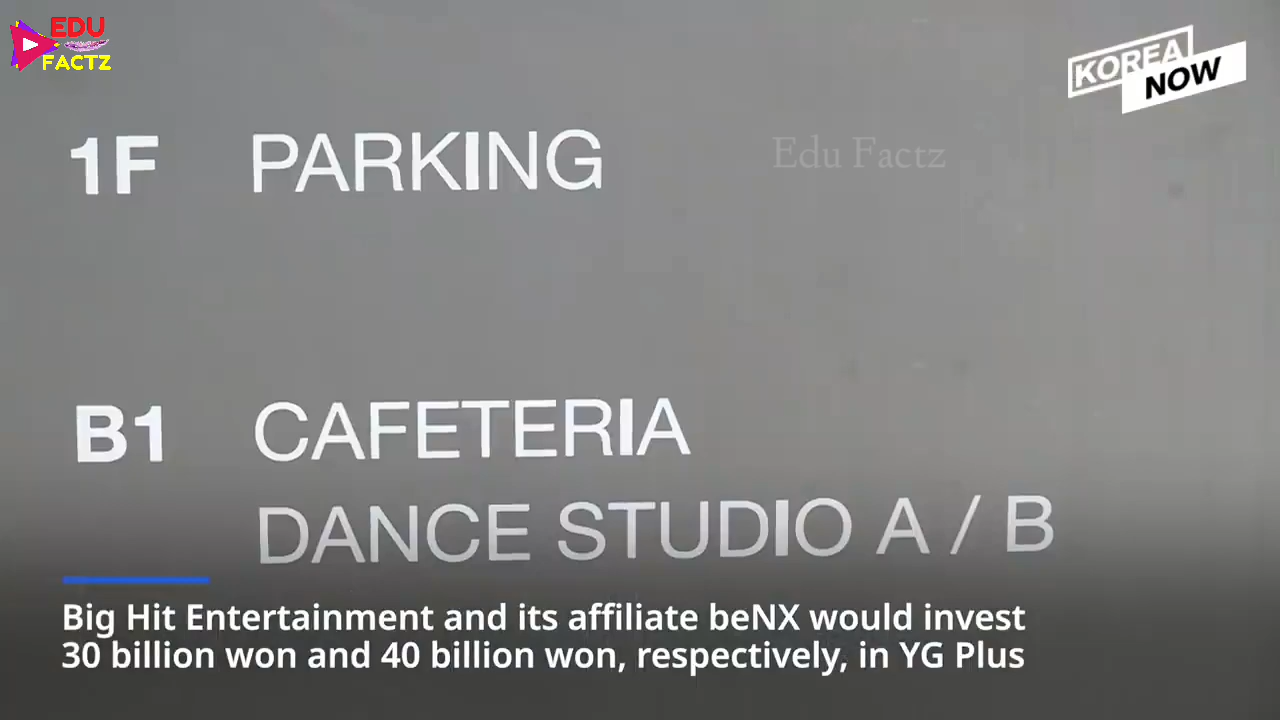 EDU
FACTZ
KOREA
NOW
1F PARKING
Edu Factz
B1 CAFETERIA
DANCE STUDIO A / B
Big Hit Entertainment and its affiliate beNX would invest
30 billion won and 40 billion won, respectively, in YG Plus